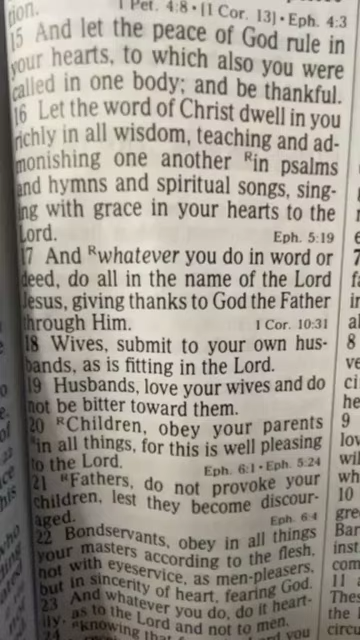 tion. 1 Pet. 4:8 • [1 Cor. 13] • Eph. 4:3
15 And let the peace of God rule in
your hearts, to which also you were
called in one body; and be thankful.
16 Let the word of Christ dwell in you
richly in all wisdom, teaching and ad-
monishing one another ᴿin psalms
and hymns and spiritual songs, sing-
ing with grace in your hearts to the
Lord. Eph. 5:19
17 And ᴿwhatever you do in word or
deed, do all in the name of the Lord
Jesus, giving thanks to God the Father
through Him. 1 Cor. 10:31
18 Wives, submit to your own hus-
bands, as is fitting in the Lord.
19 Husbands, love your wives and do
not be bitter toward them.
20 ᴿChildren, obey your parents
ᴿin all things, for this is well pleasing
to the Lord. Eph. 6:1 • Eph. 5:24
21 ᴿFathers, do not provoke your
children, lest they become discour-
aged. Eph. 6:4
22 Bondservants, obey in all things
your masters according to the flesh,
not with eyeservice, as men-pleasers,
but in sincerity of heart, fearing God.
23 And whatever you do, do it heart-
ily, as to the Lord and not to men,
24 ᴿknowing that